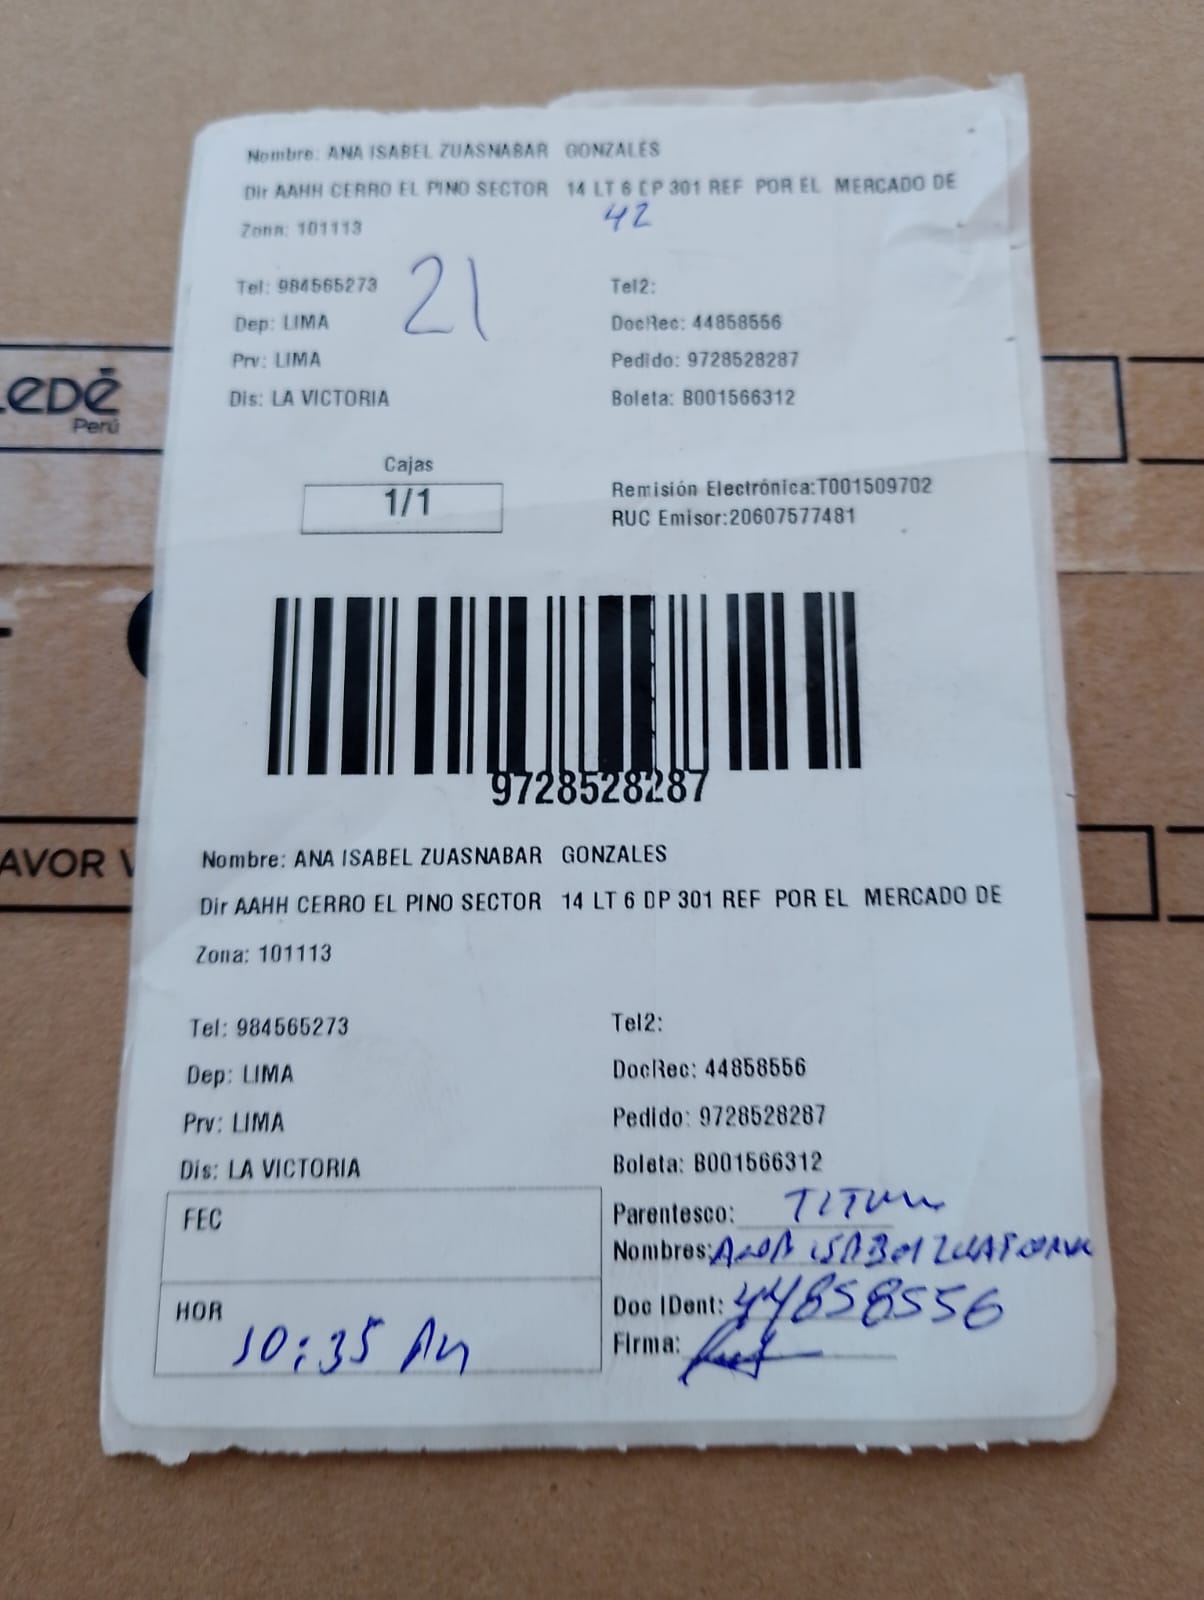 Nombre: ANA ISABEL ZUASNABAR GONZALES
Dir AAHH CERRO EL PINO SECTOR 14 LT 6 DP 301 REF POR EL MERCADO DE
42
Zona: 101113
21
Tel: 984565273
Tel2:
Dep: LIMA
DocRec: 44858556
Prv: LIMA
Pedido: 9728528287
Dis: LA VICTORIA
Boleta: B001566312
Perú
Cajas
1/1
Remisión Electrónica:T001509702
RUC Emisor:20607577481
9728528287
AVOR
Nombre: ANA ISABEL ZUASNABAR GONZALES
Dir AAHH CERRO EL PINO SECTOR 14 LT 6 DP 301 REF POR EL MERCADO DE
Zona: 101113
Tel: 984565273
Tel2:
Dep: LIMA
DocRec: 44858556
Prv: LIMA
Pedido: 9728528287
Dis: LA VICTORIA
Boleta: B001566312
FEC
Parentesco:
Nombres: ANA ISABEL
HOR
10:35 AM
Doc IDent: 44858556
Firma: